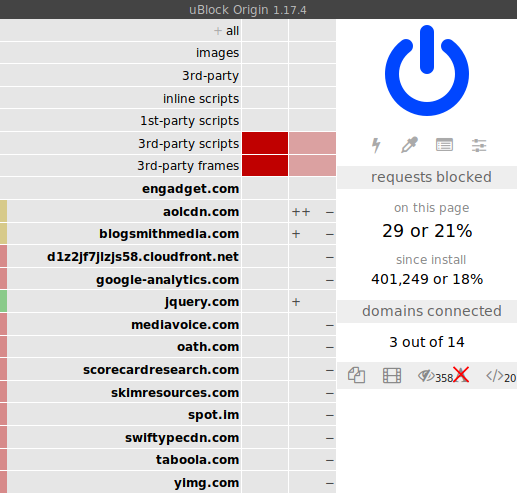 uBlock Origin 1.17.4
+ all
images
3rd-party
inline scripts
1st-party scripts
3rd-party scripts
3rd-party frames
engadget.com
aolcdn.com ++ −
blogsmithmedia.com + −
d1z2jf7jlzjs58.cloudfront.net −
google-analytics.com −
jquery.com +
mediavoice.com −
oath.com −
scorecardresearch.com −
skimresources.com −
spot.im −
swiftypecdn.com −
taboola.com −
yimg.com −
requests blocked
on this page
29 or 21%
since install
401,249 or 18%
domains connected
3 out of 14
358
20